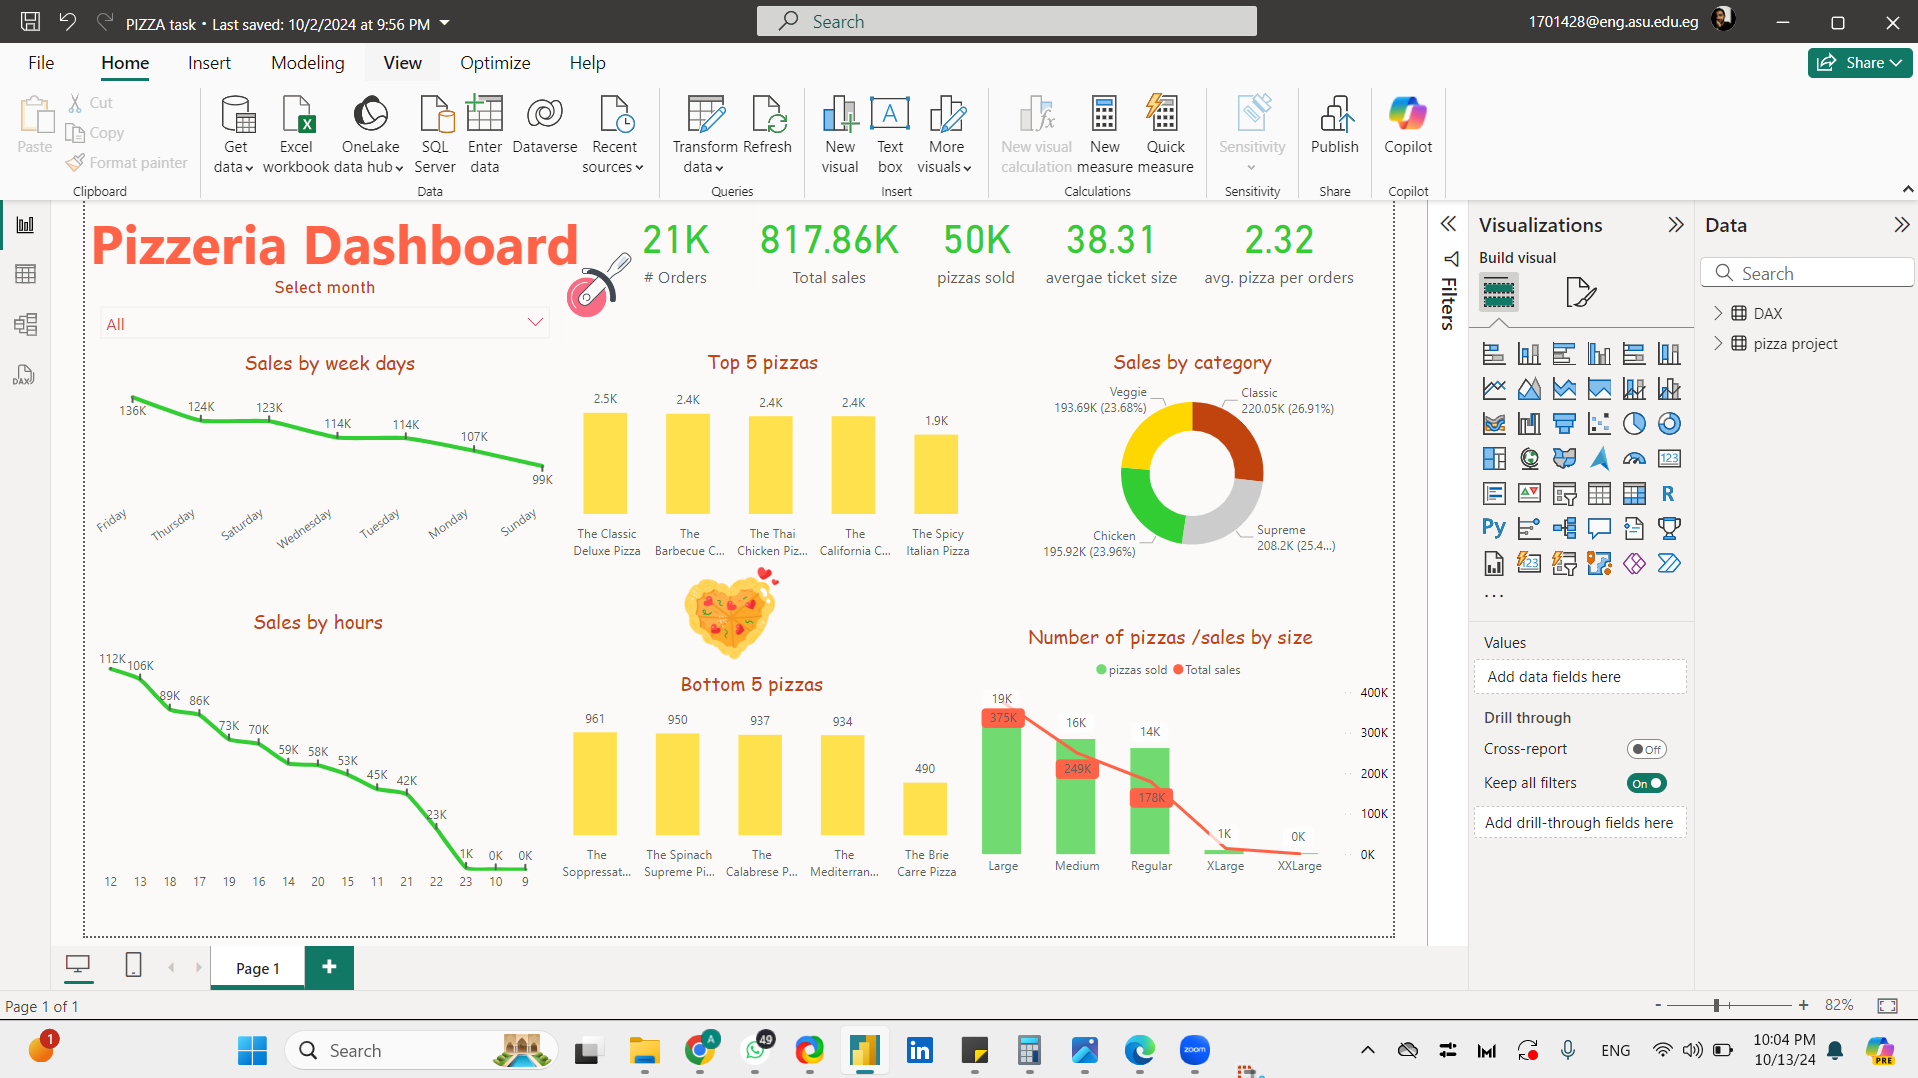 PIZZA task • Last saved: 10/2/2024 at 9:56 PM
Search
1701428@eng.asu.edu.eg
File Home Insert Modeling View Optimize Help
Share
Paste
Cut
Copy
Format painter
Clipboard
Get data
Excel workbook
OneLake data hub
SQL Server
Enter data
Dataverse
Recent sources
Data
Transform data
Refresh
Queries
New visual
Text box
More visuals
Insert
New visual calculation
New measure
Quick measure
Calculations
Sensitivity
Sensitivity
Publish
Share
Copilot
Copilot
DAX
Pizzeria Dashboard
Select month
All
21K
# Orders
817.86K
Total sales
50K
pizzas sold
38.31
avergae ticket size
2.32
avg. pizza per orders
Sales by week days
136K 124K 123K 114K 114K 107K 99K
Friday Thursday Saturday Wednesday Tuesday Monday Sunday
Top 5 pizzas
2.5K 2.4K 2.4K 2.4K 1.9K
The Classic Deluxe Pizza
The Barbecue C...
The Thai Chicken Piz...
The California C...
The Spicy Italian Pizza
Sales by category
Veggie
193.69K (23.68%)
Classic
220.05K (26.91%)
Chicken
195.92K (23.96%)
Supreme
208.2K (25.4...)
Sales by hours
112K 106K 89K 86K 73K 70K 59K 58K 53K 45K 42K 23K 1K 0K 0K
12 13 18 17 19 16 14 20 15 11 21 22 23 10 9
Bottom 5 pizzas
961 950 937 934 490
The Soppressat...
The Spinach Supreme Pi...
The Calabrese P...
The Mediterran...
The Brie Carre Pizza
Number of pizzas /sales by size
pizzas sold Total sales
19K 16K 14K 1K 0K
375K 249K 178K
400K
300K
200K
100K
0K
Large Medium Regular XLarge XXLarge
Filters
Visualizations
Build visual
123
R
Py
123
...
Values
Add data fields here
Drill through
Cross-report
Off
Keep all filters
On
Add drill-through fields here
Data
Search
DAX
pizza project
Page 1
+
Page 1 of 1
- + 82%
1
Search
A
49
zoom
ENG
10:04 PM
10/13/24
PRE